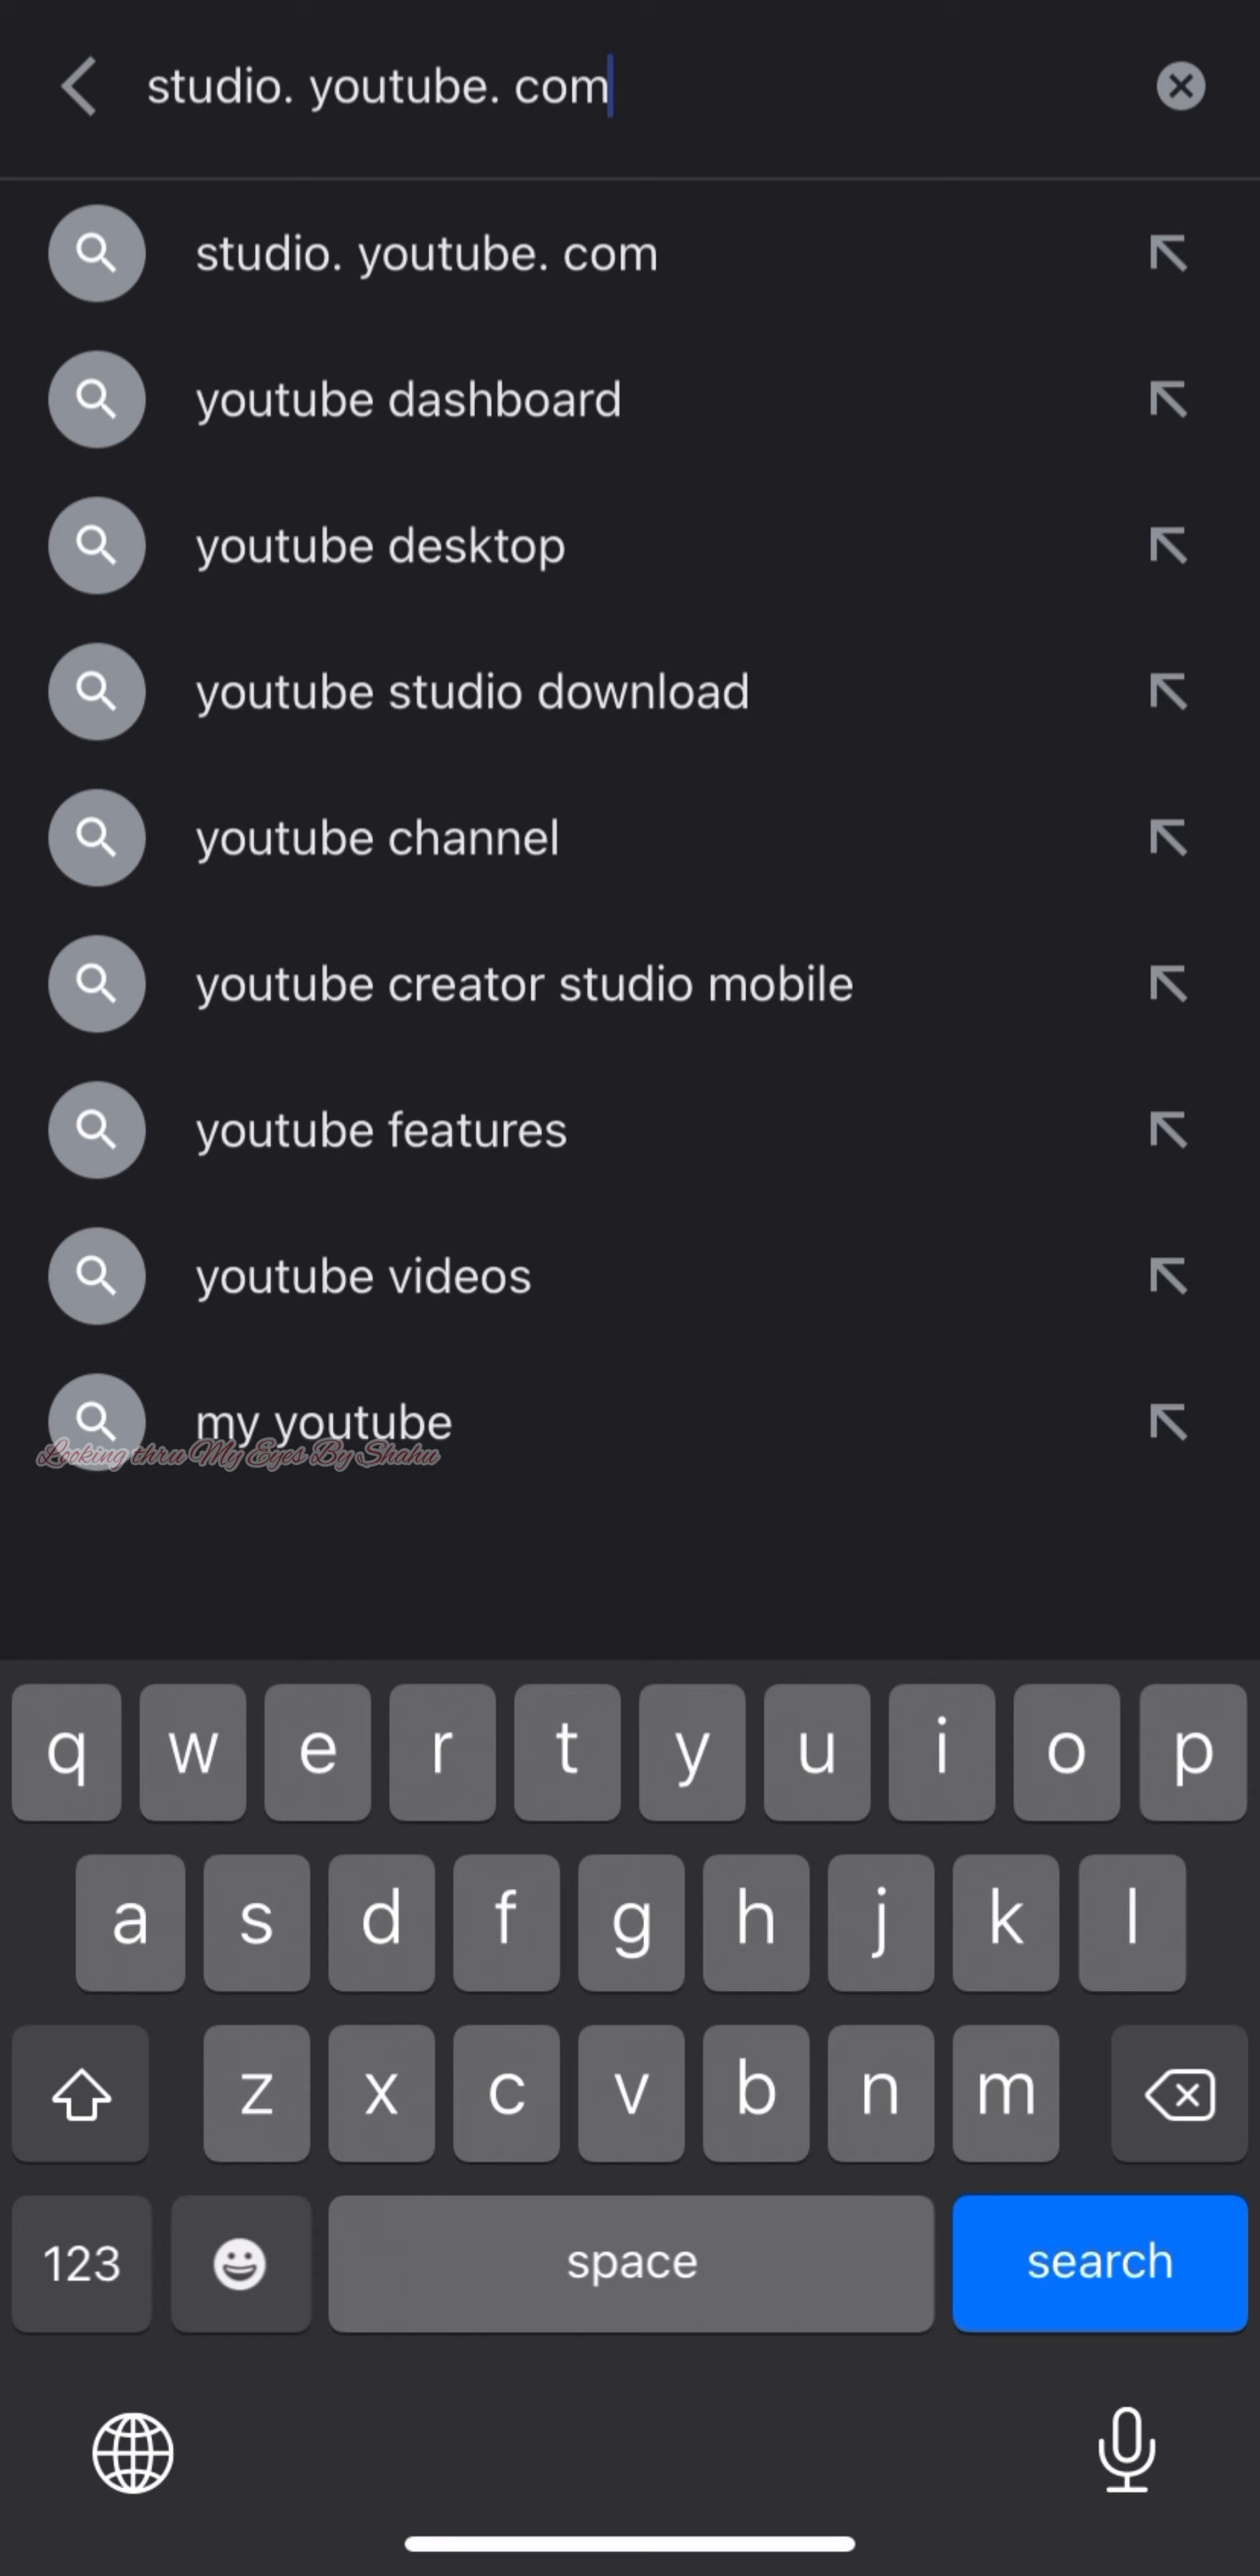 studio. youtube. com
studio. youtube. com
youtube dashboard
youtube desktop
youtube studio download
youtube channel
youtube creator studio mobile
youtube features
youtube videos
my youtube
Looking thru My Eyes By Shahu
q w e r t y u i o p
a s d f g h j k l
z x c v b n m
123 space search